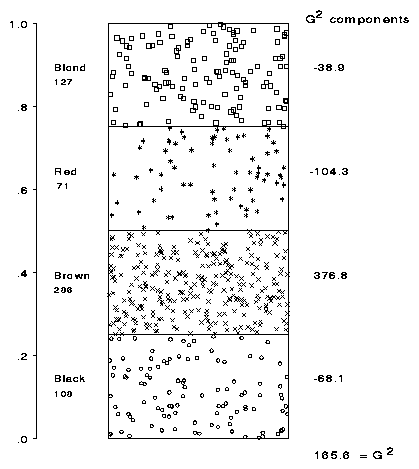 G² components
1.0
Blond
127
-38.9
.8
Red
71
-104.3
.6
Brown
286
376.8
.4
.2
Black
108
-68.1
.0
165.6 = G²